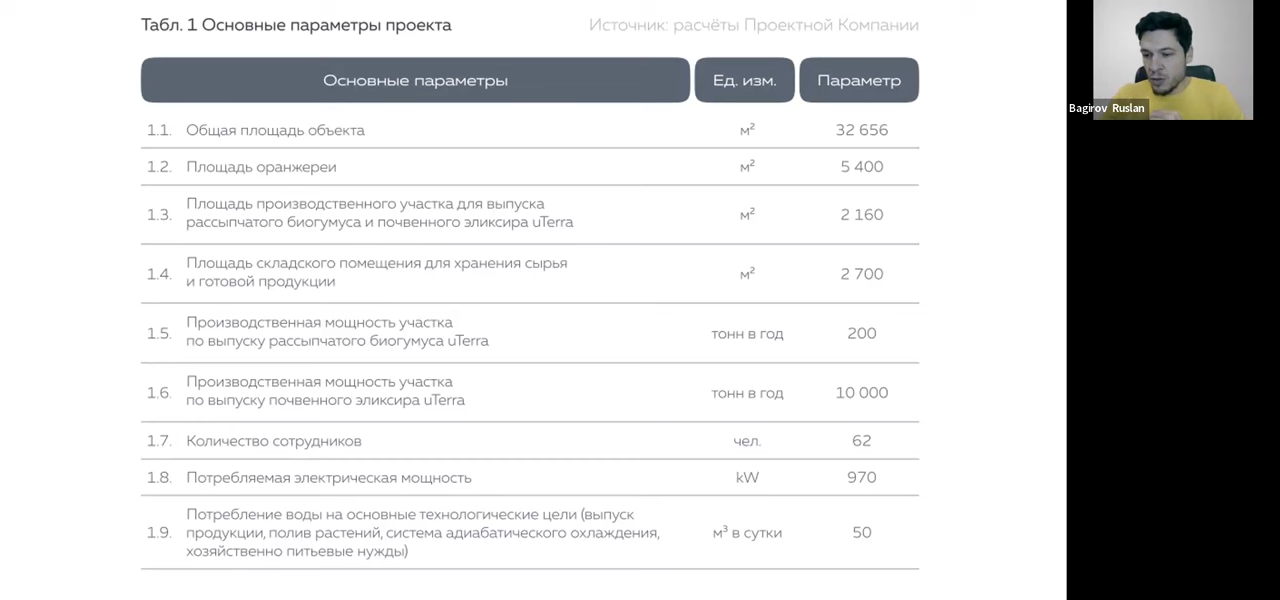 Табл. 1 Основные параметры проекта
Источник: расчёты Проектной Компании
Основные параметры Ед. изм. Параметр
1.1. Общая площадь объекта м² 32 656
1.2. Площадь оранжереи м² 5 400
1.3. Площадь производственного участка для выпуска
рассыпчатого биогумуса и почвенного эликсира uTerra м² 2 160
1.4. Площадь складского помещения для хранения сырья
и готовой продукции м² 2 700
1.5. Производственная мощность участка
по выпуску рассыпчатого биогумуса uTerra тонн в год 200
1.6. Производственная мощность участка
по выпуску почвенного эликсира uTerra тонн в год 10 000
1.7. Количество сотрудников чел. 62
1.8. Потребляемая электрическая мощность kW 970
1.9. Потребление воды на основные технологические цели (выпуск
продукции, полив растений, система адиабатического охлаждения,
хозяйственно питьевые нужды) м³ в сутки 50
Bagirov Ruslan